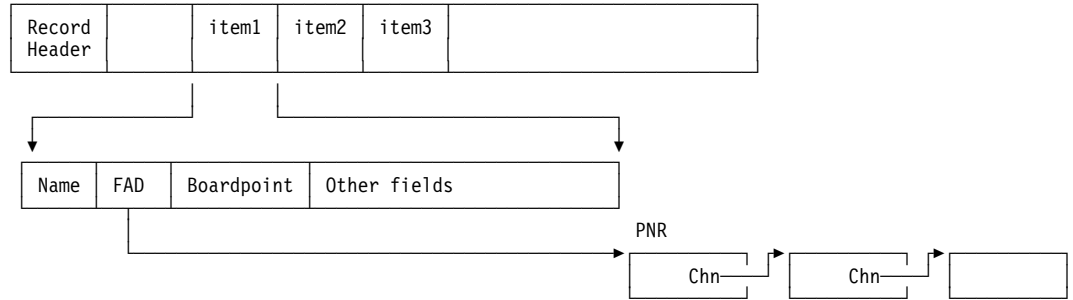 Record Header item1 item2 item3
Name FAD Boardpoint Other fields
PNR
Chn Chn